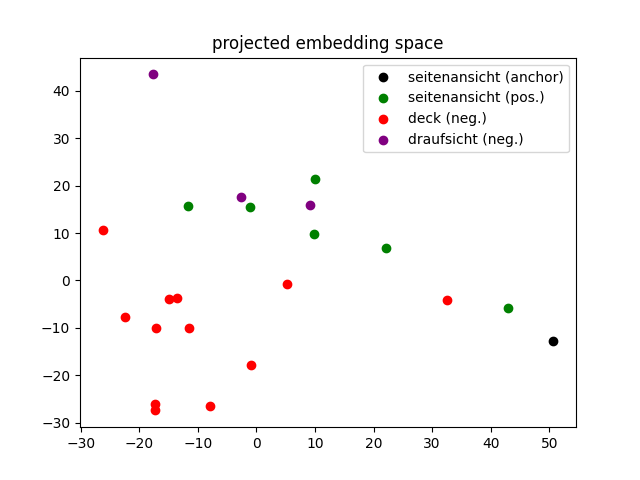 projected embedding space
seitenansicht (anchor)
seitenansicht (pos.)
deck (neg.)
draufsicht (neg.)
40
30
20
10
0
−10
−20
−30
−30 −20 −10 0 10 20 30 40 50